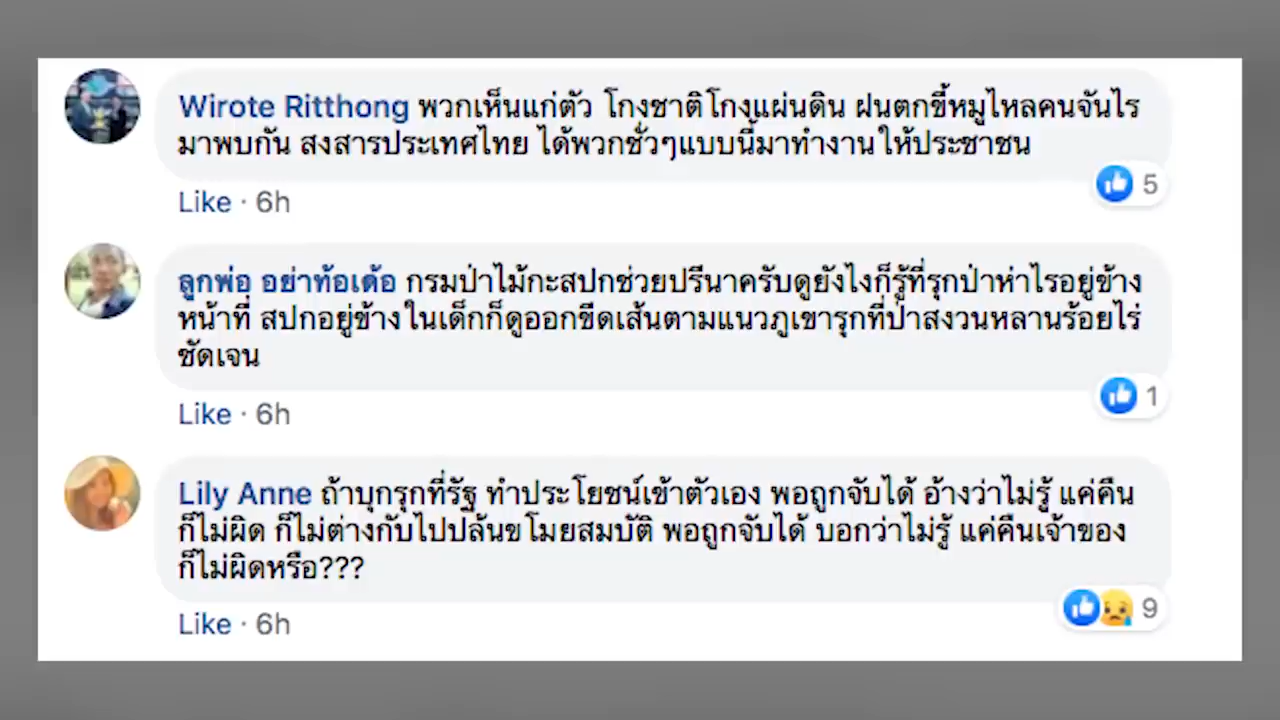 Wirote Ritthong พวกเห็นแก่ตัว โกงชาติโกงแผ่นดิน ฝนตกขี้หมูไหลคนจันไร
มาพบกัน สงสารประเทศไทย ได้พวกชั่วๆแบบนี้มาทำงานให้ประชาชน
5
Like · 6h
ลูกพ่อ อย่าท้อเด้อ กรมป่าไม้กะสปกช่วยปรีนาครับดูยังไงก็รู้ที่รุกป่าห่าไรอยู่ข้าง
หน้าที่ สปกอยู่ข้างในเด็กก็ดูออกขีดเส้นตามแนวภูเขารุกที่ป่าสงวนหลานร้อยไร่
ชัดเจน
1
Like · 6h
Lily Anne ถ้าบุกรุกที่รัฐ ทำประโยชน์เข้าตัวเอง พอถูกจับได้ อ้างว่าไม่รู้ แค่คืน
ก็ไม่ผิด ก็ไม่ต่างกับไปปล้นขโมยสมบัติ พอถูกจับได้ บอกว่าไม่รู้ แค่คืนเจ้าของ
ก็ไม่ผิดหรือ???
9
Like · 6h